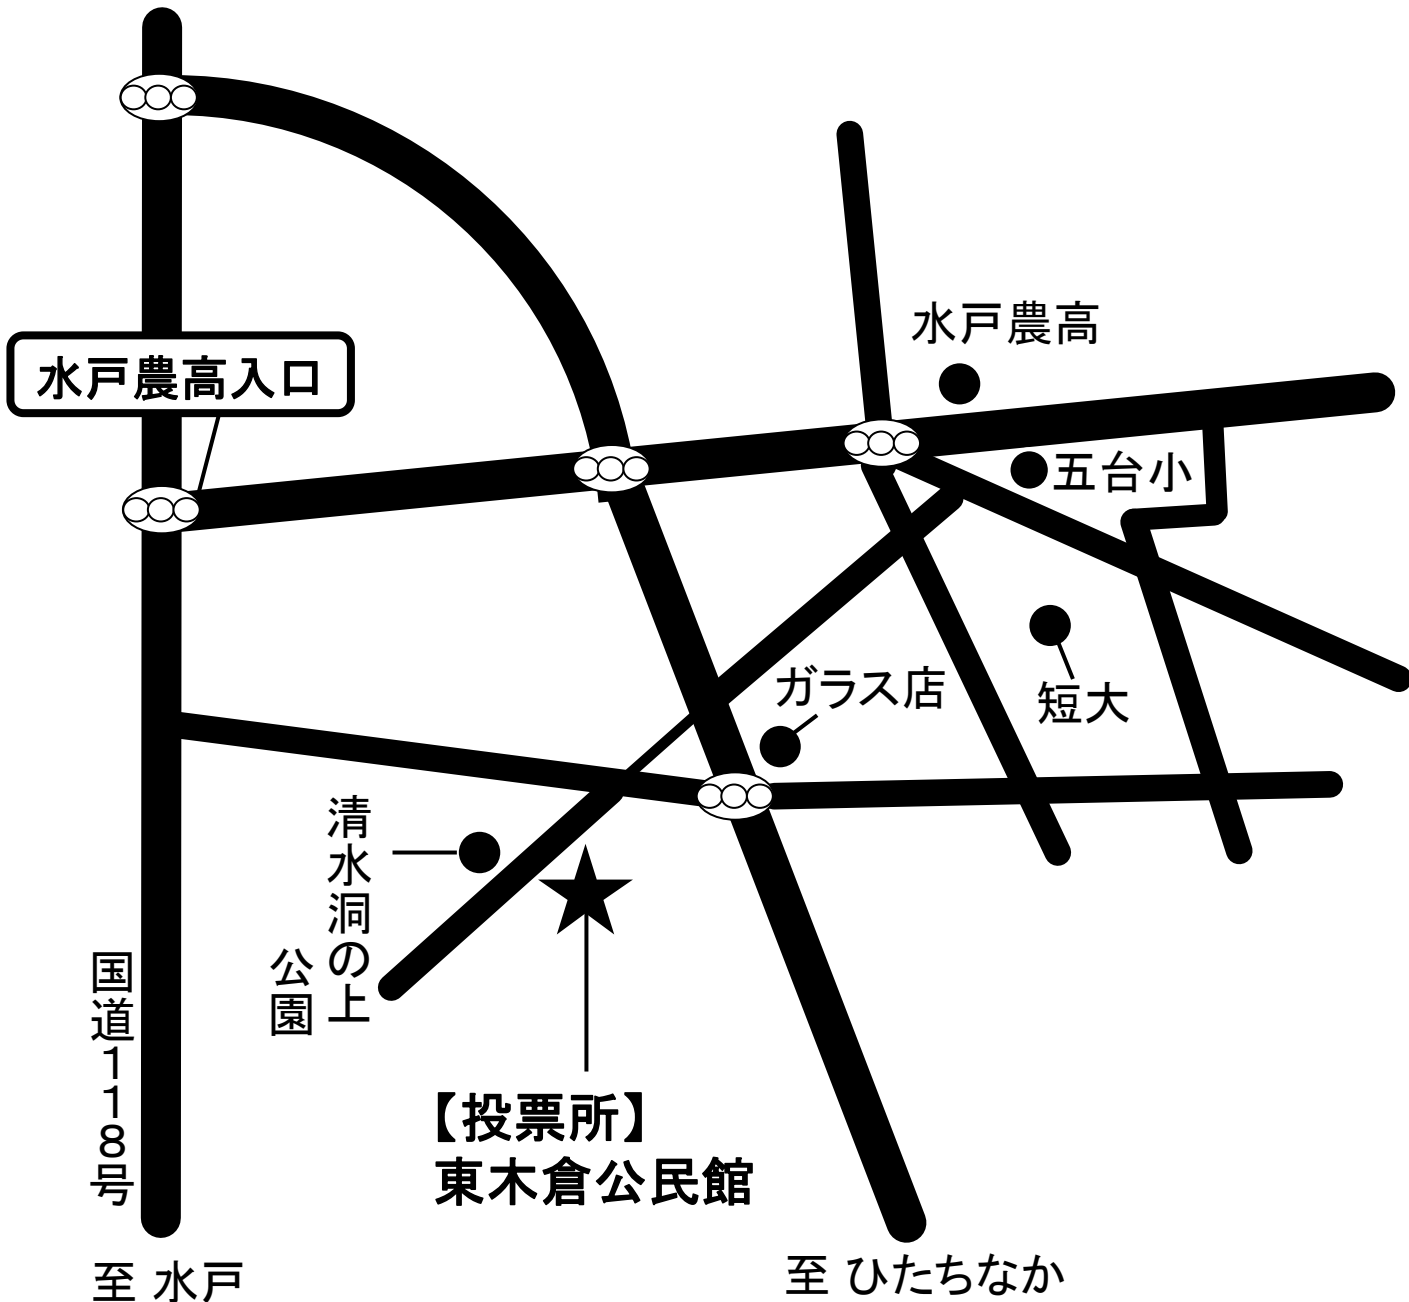 水戸農高
水戸農高入口
五台小
ガラス店
短大
清水洞の上
公園
国道118号
【投票所】
東木倉公民館
至 水戸
至 ひたちなか